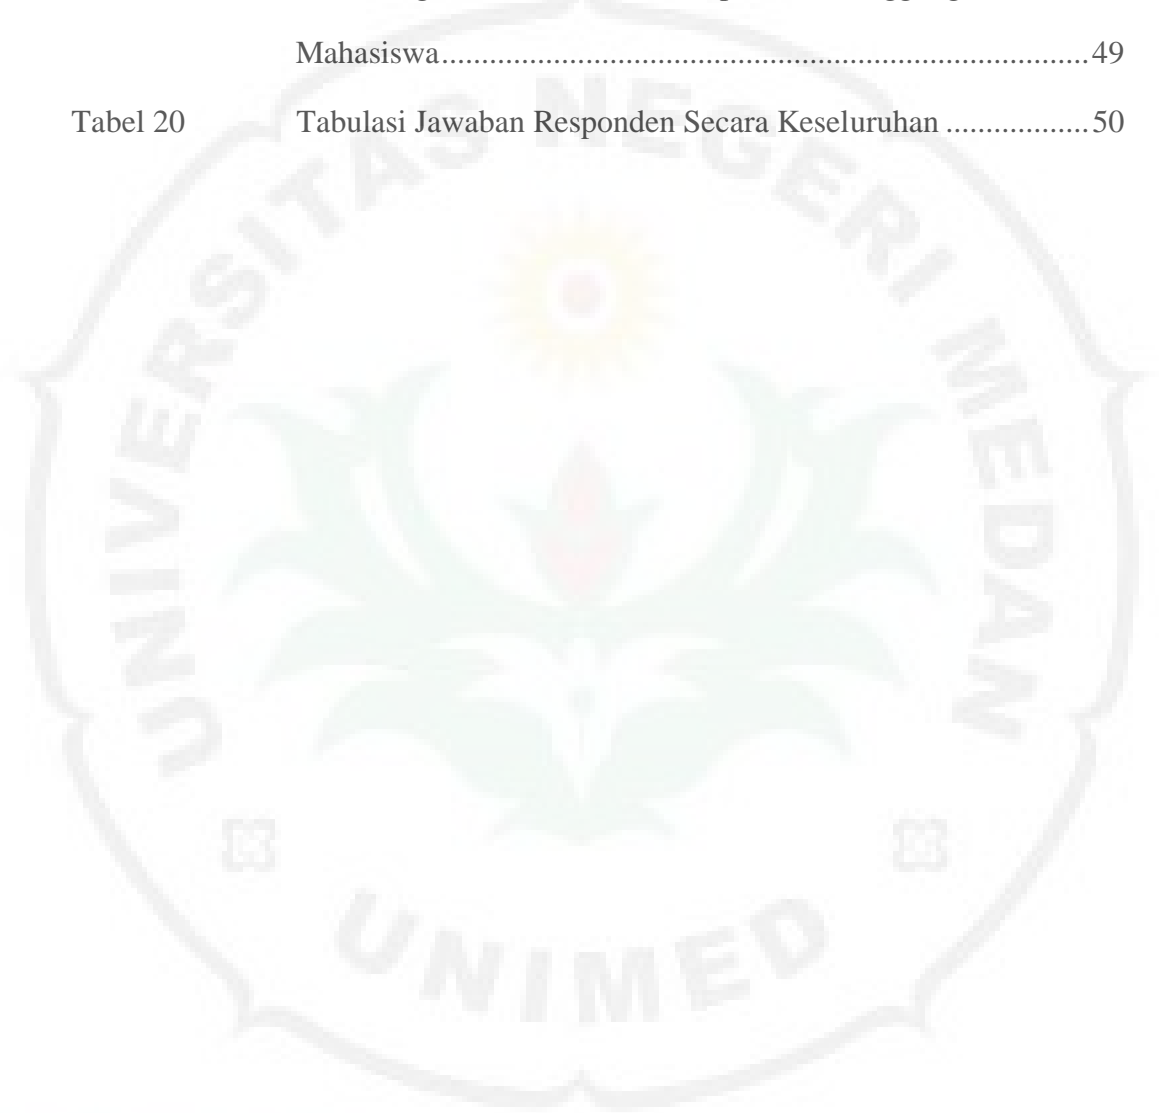 Mahasiswa.................................................................................49
Tabel 20 Tabulasi Jawaban Responden Secara Keseluruhan ..................50
UNIVERSITAS NEGERI MEDAN
UNIMED